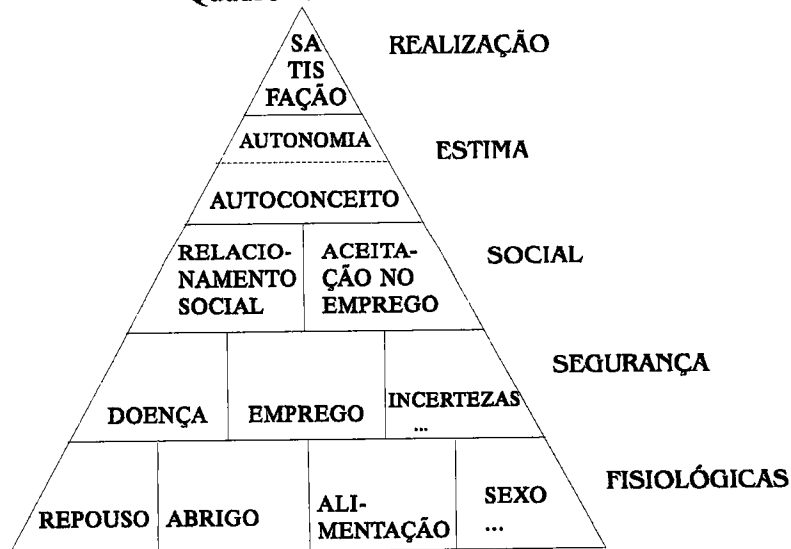 SA
TIS
FAÇÃO
REALIZAÇÃO
AUTONOMIA
ESTIMA
AUTOCONCEITO
RELACIO-
NAMENTO
SOCIAL
ACEITA-
ÇÃO NO
EMPREGO
SOCIAL
DOENÇA
EMPREGO
INCERTEZAS
...
SEGURANÇA
REPOUSO
ABRIGO
ALI-
MENTAÇÃO
SEXO
...
FISIOLÓGICAS